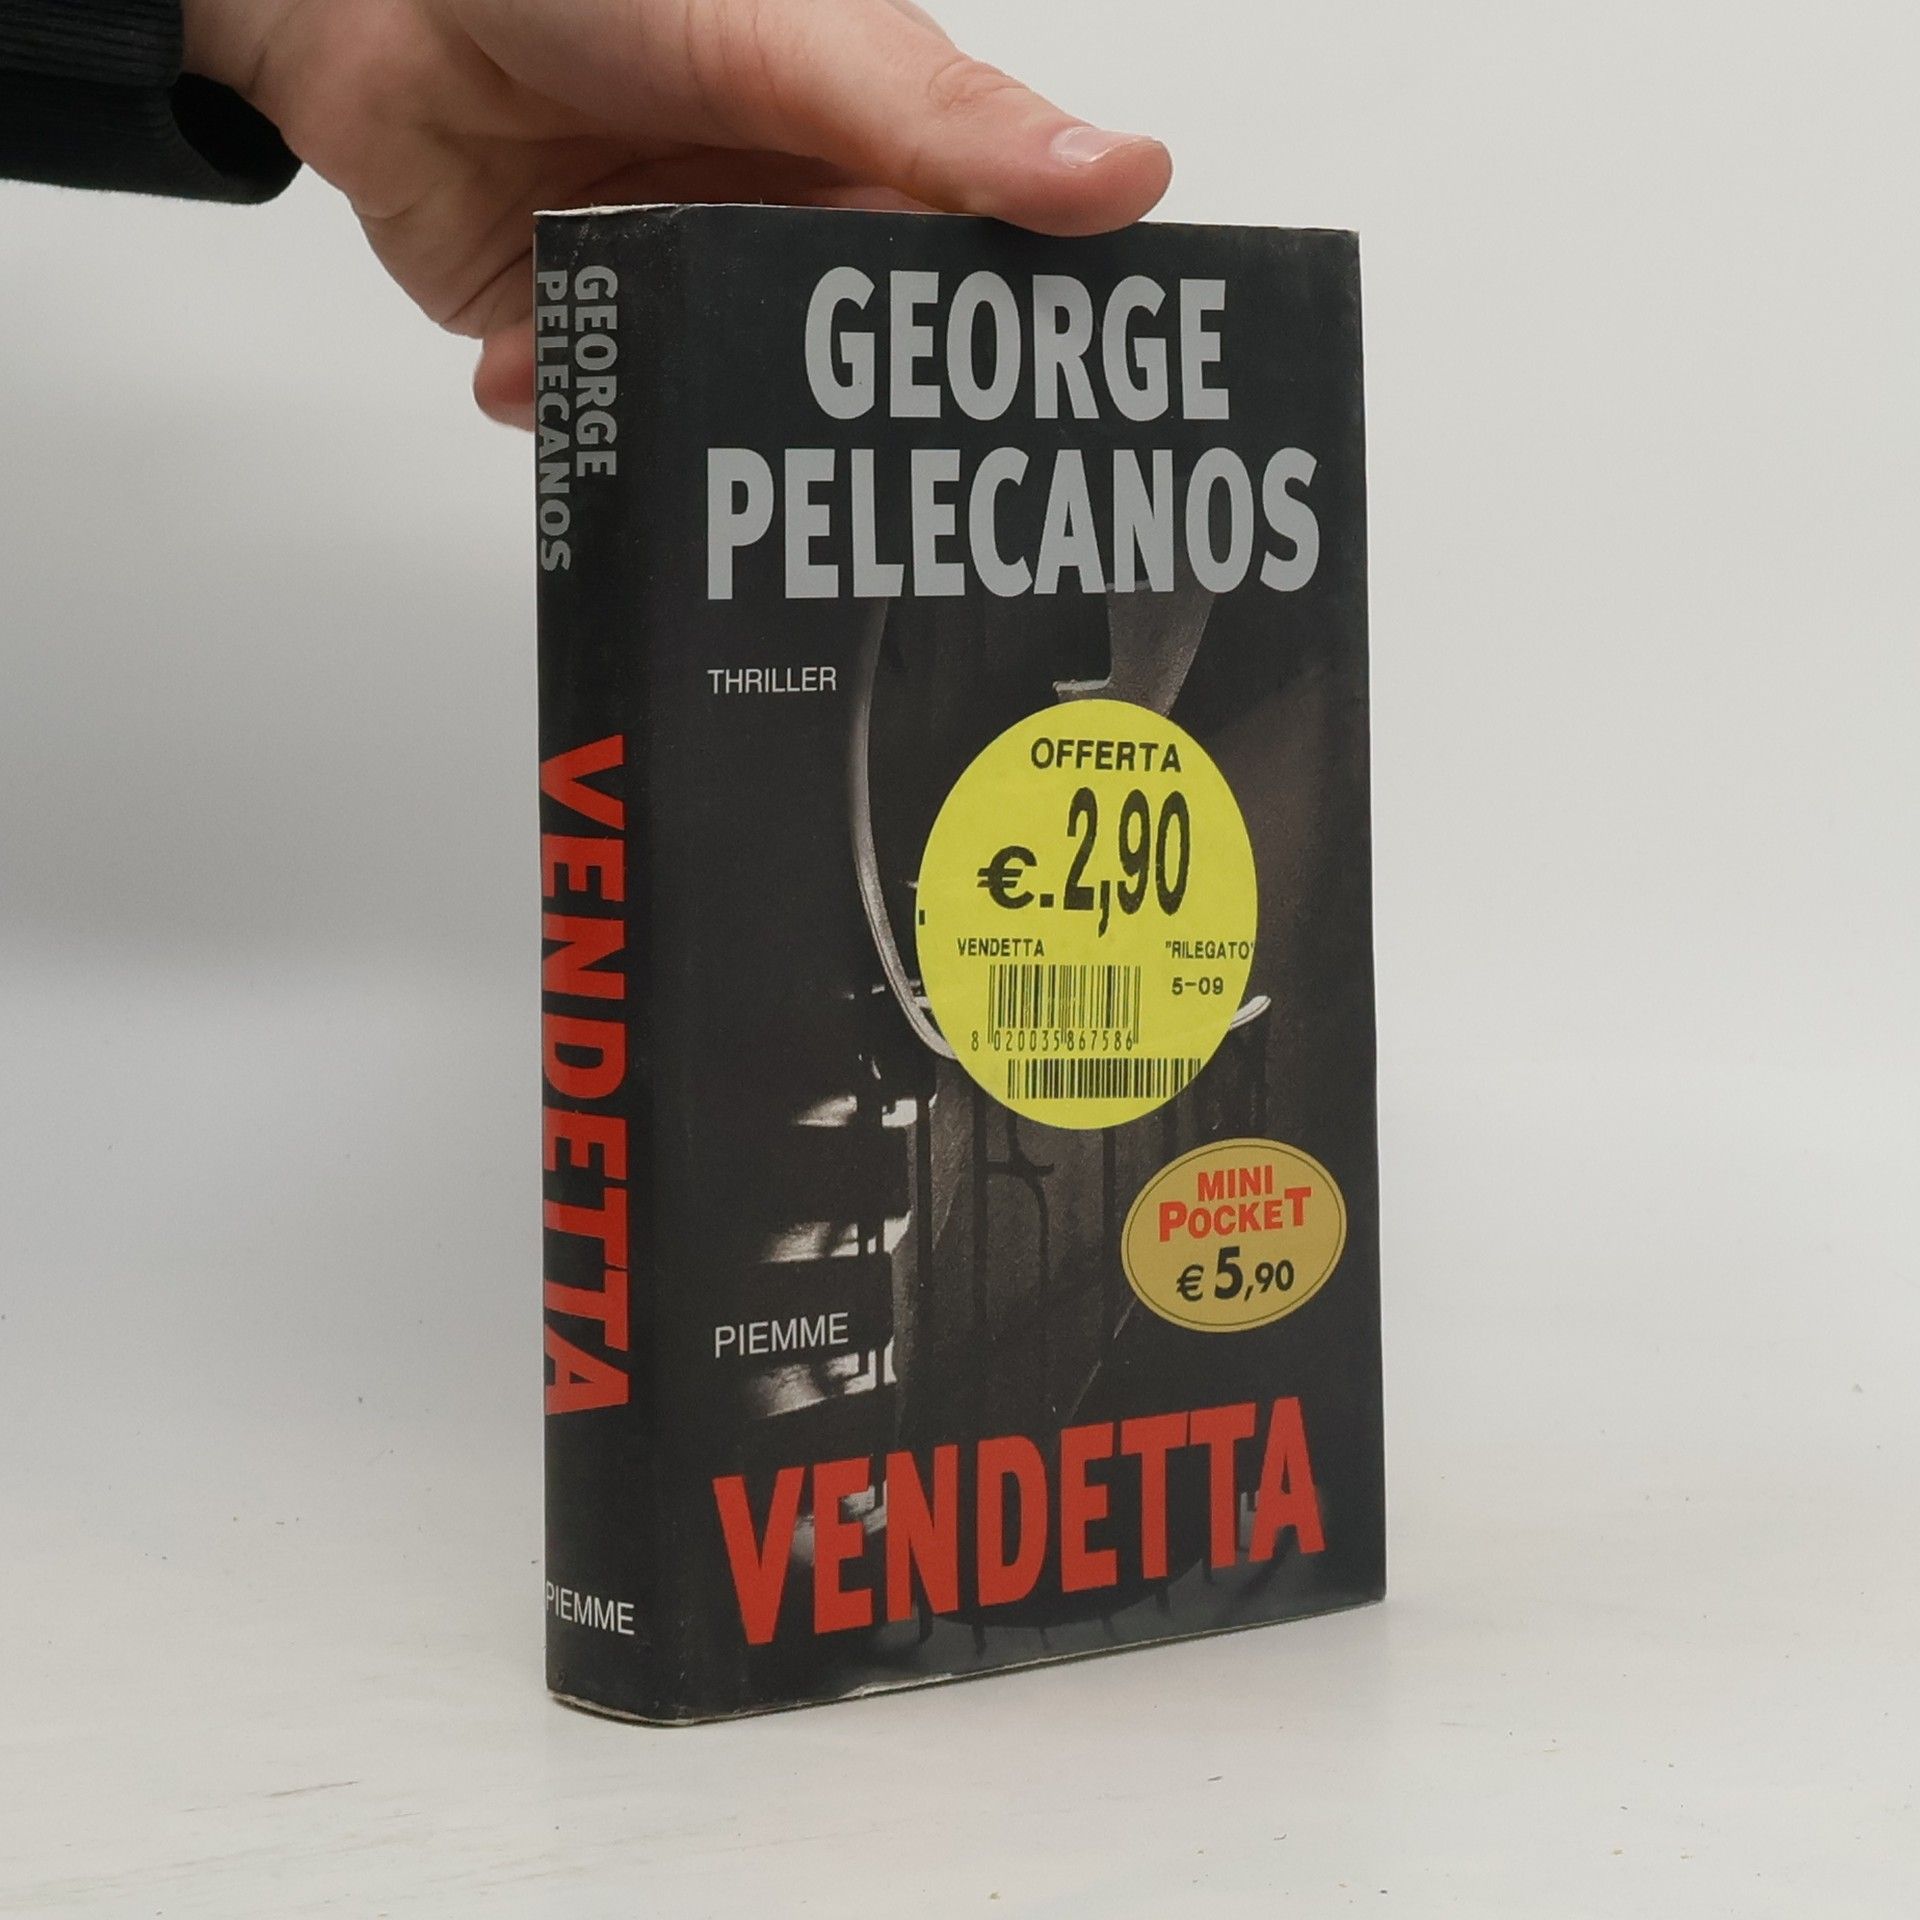 GEORGE
PELECANOS
VENDETTA
PIEMME
GEORGE
PELECANOS
THRILLER
OFFERTA
€.2,90
VENDETTA "RILEGATO"
5-09
8 020035 867586
MINI
POCKET
€ 5,90
PIEMME
VENDETTA